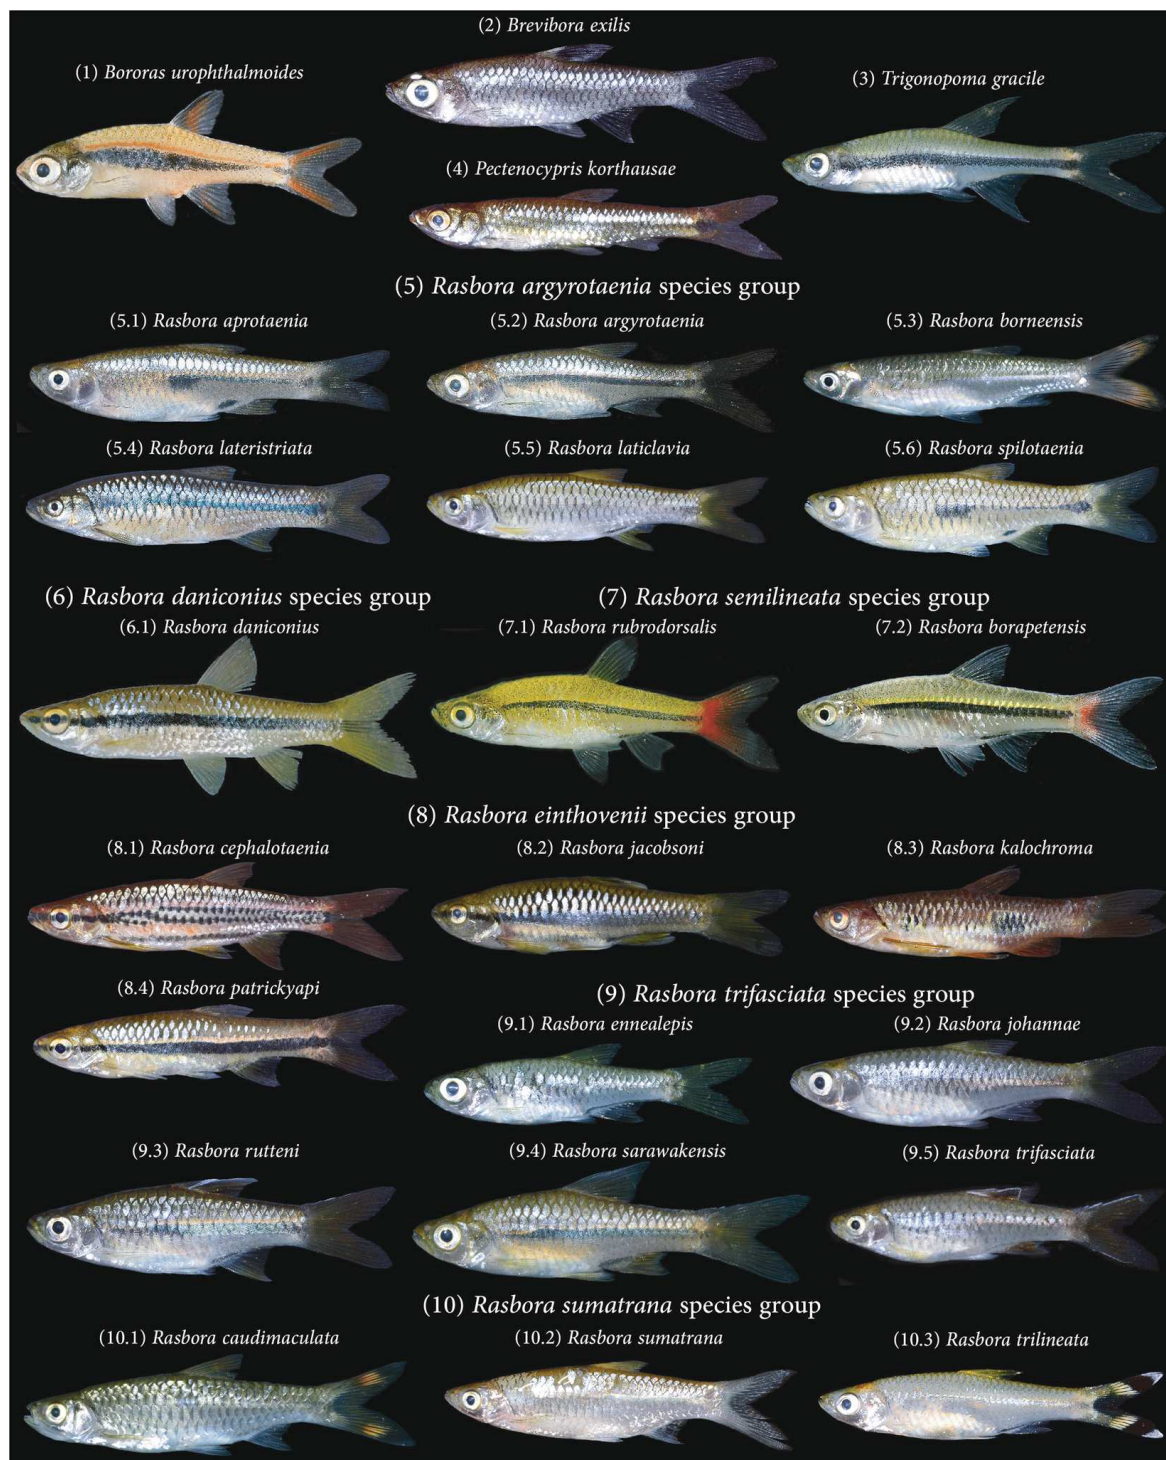 (2) Brevibora exilis
(1) Bororas urophthalmoides
(3) Trigonopoma gracile
(4) Pectenocypris korthausae
(5) Rasbora argyrotaenia species group
(5.1) Rasbora aprotaenia
(5.2) Rasbora argyrotaenia
(5.3) Rasbora borneensis
(5.4) Rasbora lateristriata
(5.5) Rasbora laticlavia
(5.6) Rasbora spilotaenia
(6) Rasbora daniconius species group
(7) Rasbora semilineata species group
(6.1) Rasbora daniconius
(7.1) Rasbora rubrodorsalis
(7.2) Rasbora borapetensis
(8) Rasbora einthovenii species group
(8.1) Rasbora cephalotaenia
(8.2) Rasbora jacobsoni
(8.3) Rasbora kalochroma
(8.4) Rasbora patrickyapi
(9) Rasbora trifasciata species group
(9.1) Rasbora ennealepis
(9.2) Rasbora johannae
(9.3) Rasbora rutteni
(9.4) Rasbora sarawakensis
(9.5) Rasbora trifasciata
(10) Rasbora sumatrana species group
(10.1) Rasbora caudimaculata
(10.2) Rasbora sumatrana
(10.3) Rasbora trilineata